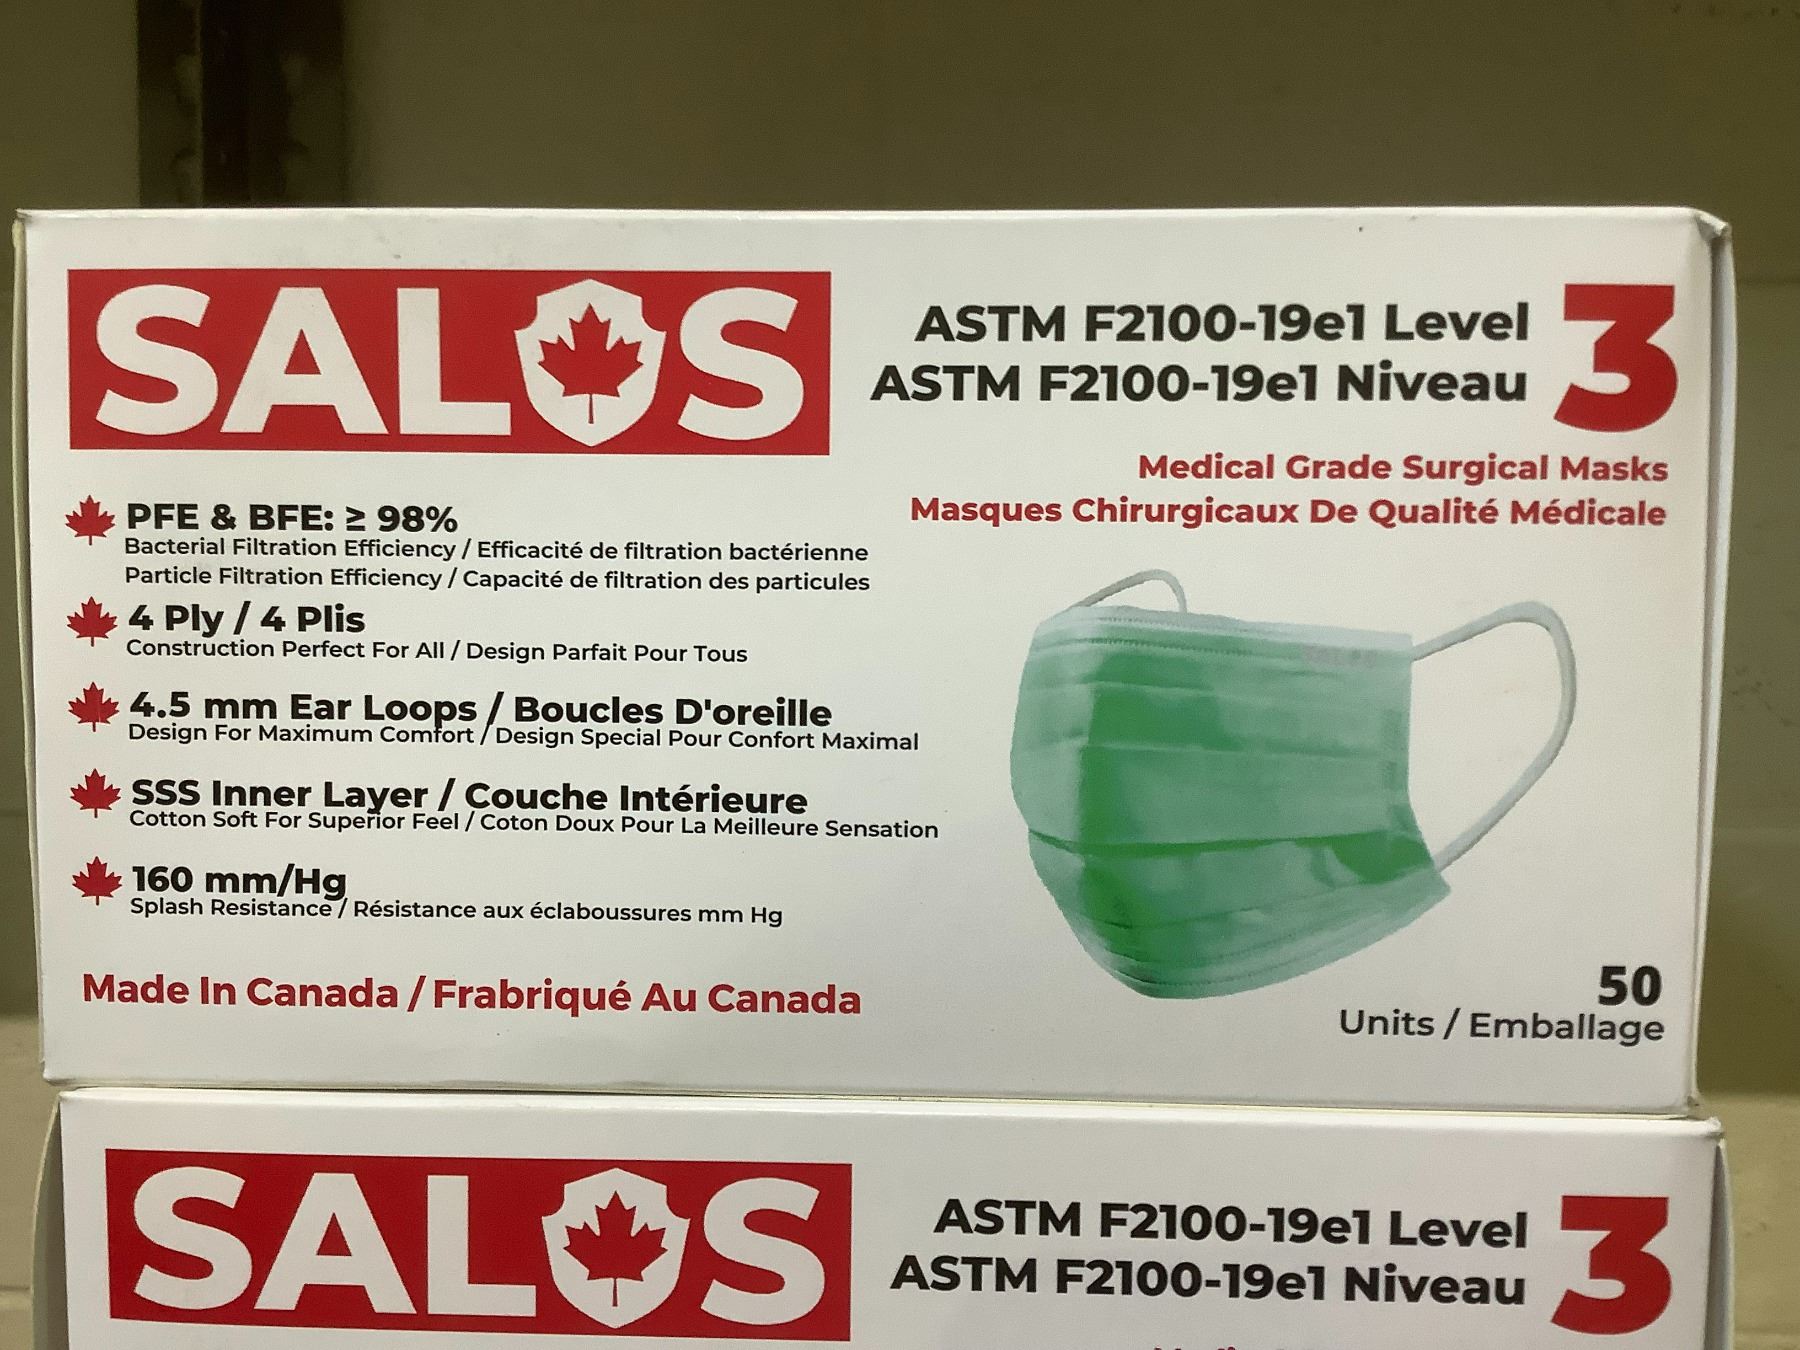 SALOS
ASTM F2100-19e1 Level 3
ASTM F2100-19e1 Niveau
Medical Grade Surgical Masks
Masques Chirurgicaux De Qualité Médicale
PFE & BFE: ≥ 98%
Bacterial Filtration Efficiency / Efficacité de filtration bactérienne
Particle Filtration Efficiency / Capacité de filtration des particules
4 Ply / 4 Plis
Construction Perfect For All / Design Parfait Pour Tous
4.5 mm Ear Loops / Boucles D'oreille
Design For Maximum Comfort / Design Special Pour Confort Maximal
SSS Inner Layer / Couche Intérieure
Cotton Soft For Superior Feel / Coton Doux Pour La Meilleure Sensation
160 mm/Hg
Splash Resistance / Résistance aux éclaboussures mm Hg
Made In Canada / Frabriqué Au Canada
50
Units / Emballage
SALOS
ASTM F2100-19e1 Level 3
ASTM F2100-19e1 Niveau